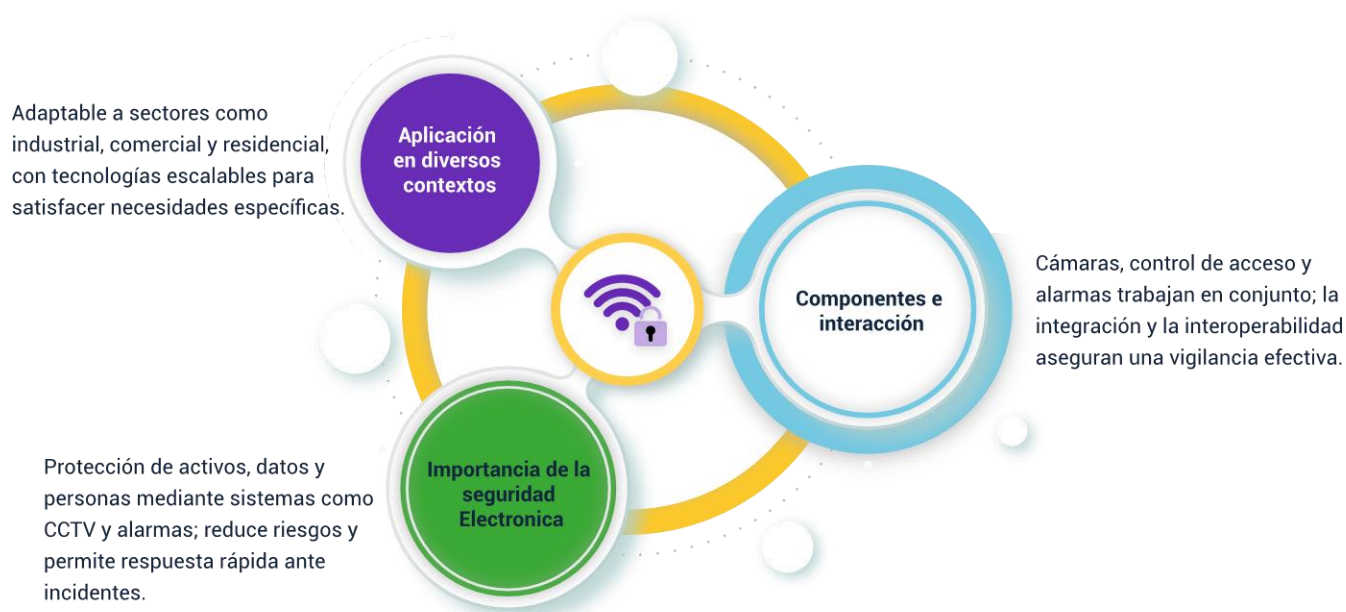 Adaptable a sectores como
industrial, comercial y residencial,
con tecnologías escalables para
satisfacer necesidades específicas.
Aplicación
en diversos
contextos
Componentes e
interacción
Cámaras, control de acceso y
alarmas trabajan en conjunto; la
integración y la interoperabilidad
aseguran una vigilancia efectiva.
Importancia de la
seguridad
Electronica
Protección de activos, datos y
personas mediante sistemas como
CCTV y alarmas; reduce riesgos y
permite respuesta rápida ante
incidentes.